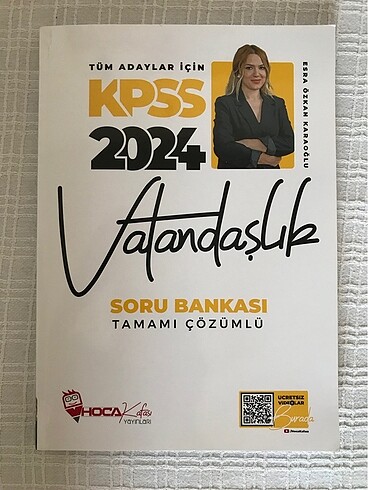 TÜM ADAYLAR İÇİN
KPSS
2024
ESRA ÖZKAN KARAOĞLU
Vatandaşlık
SORU BANKASI
TAMAMI ÇÖZÜMLÜ
HOCA Kafası
YAYINLARI
ÜCRETSİZ
VİDEOLAR
Burada